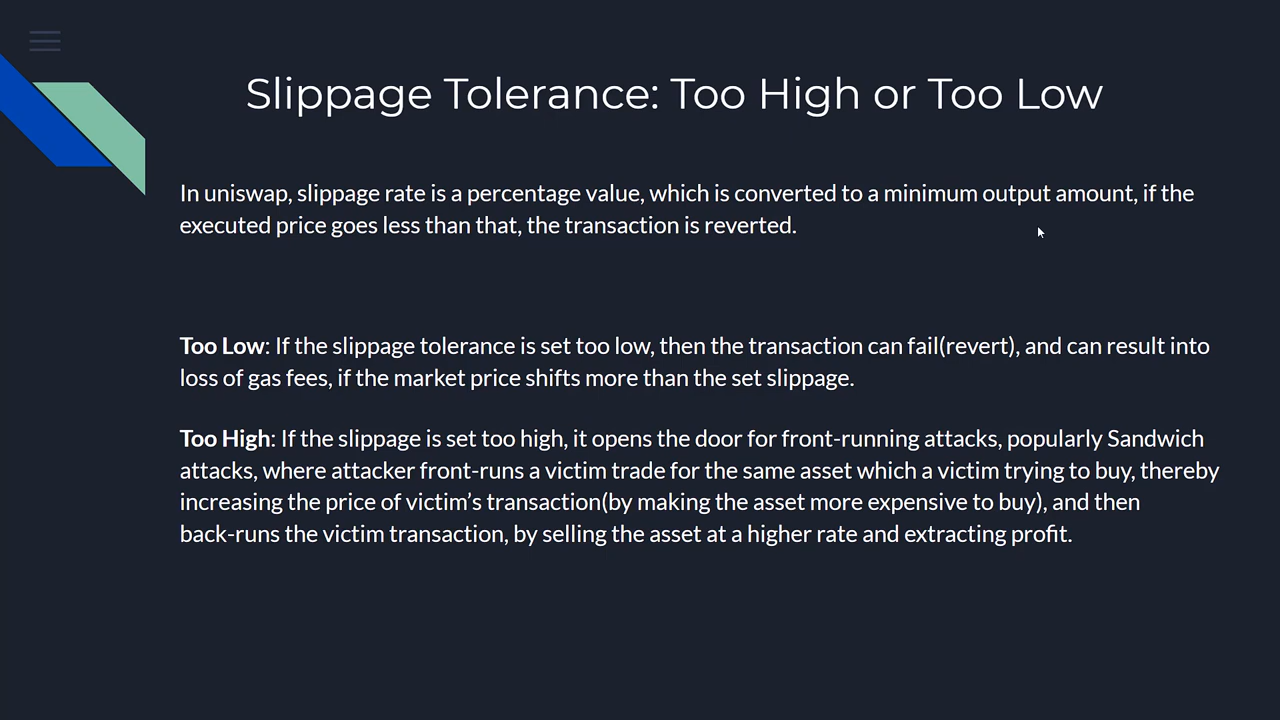 Slippage Tolerance: Too High or Too Low
In uniswap, slippage rate is a percentage value, which is converted to a minimum output amount, if the
executed price goes less than that, the transaction is reverted.
Too Low: If the slippage tolerance is set too low, then the transaction can fail(revert), and can result into
loss of gas fees, if the market price shifts more than the set slippage.
Too High: If the slippage is set too high, it opens the door for front-running attacks, popularly Sandwich
attacks, where attacker front-runs a victim trade for the same asset which a victim trying to buy, thereby
increasing the price of victim’s transaction(by making the asset more expensive to buy), and then
back-runs the victim transaction, by selling the asset at a higher rate and extracting profit.